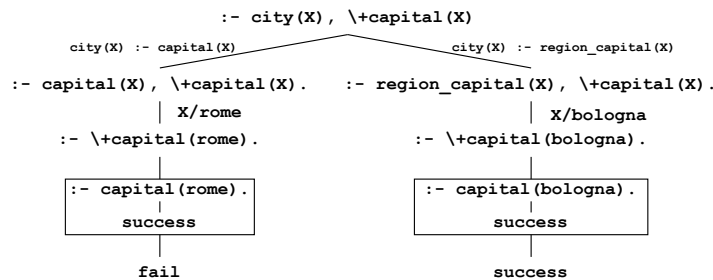 :- city(X), \+capital(X)
city(X) :- capital(X)
city(X) :- region_capital(X)
:- capital(X), \+capital(X).
:- region_capital(X), \+capital(X).
X/rome
X/bologna
:- \+capital(rome).
:- \+capital(bologna).
:- capital(rome).
:- capital(bologna).
success
success
fail
success